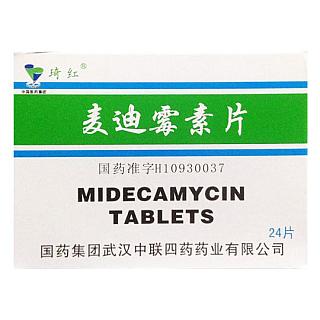 琦红®
中国医药集团
麦迪霉素片
国药准字H10930037
MIDECAMYCIN
TABLETS
24片
国药集团武汉中联四药药业有限公司